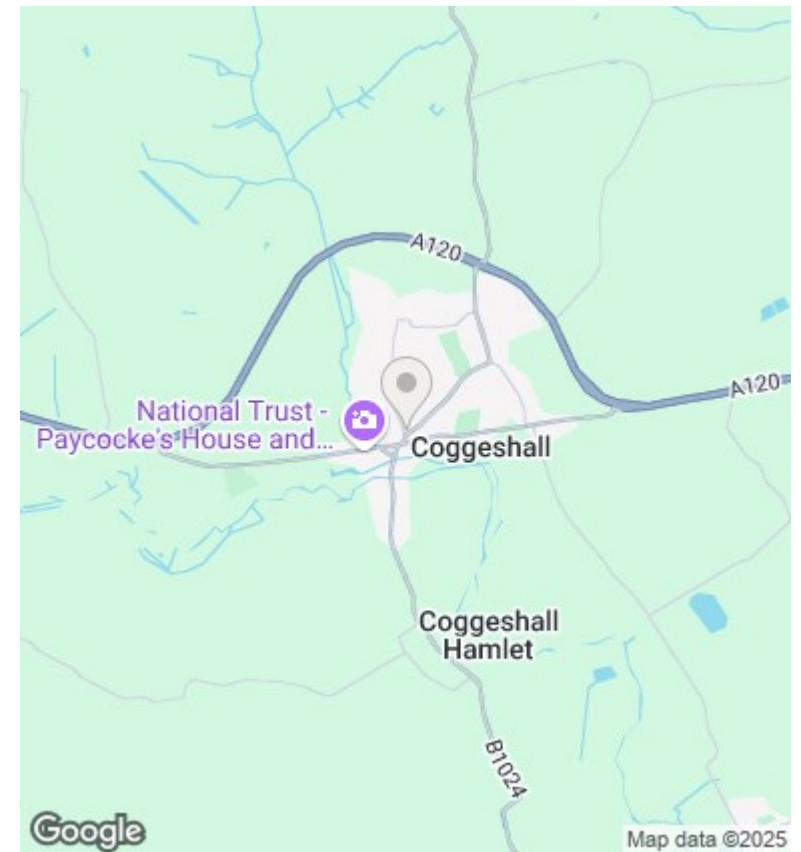 A120
A120
National Trust -
Paycocke's House and...
Coggeshall
Coggeshall
Hamlet
B1024
Google
Map data ©2025